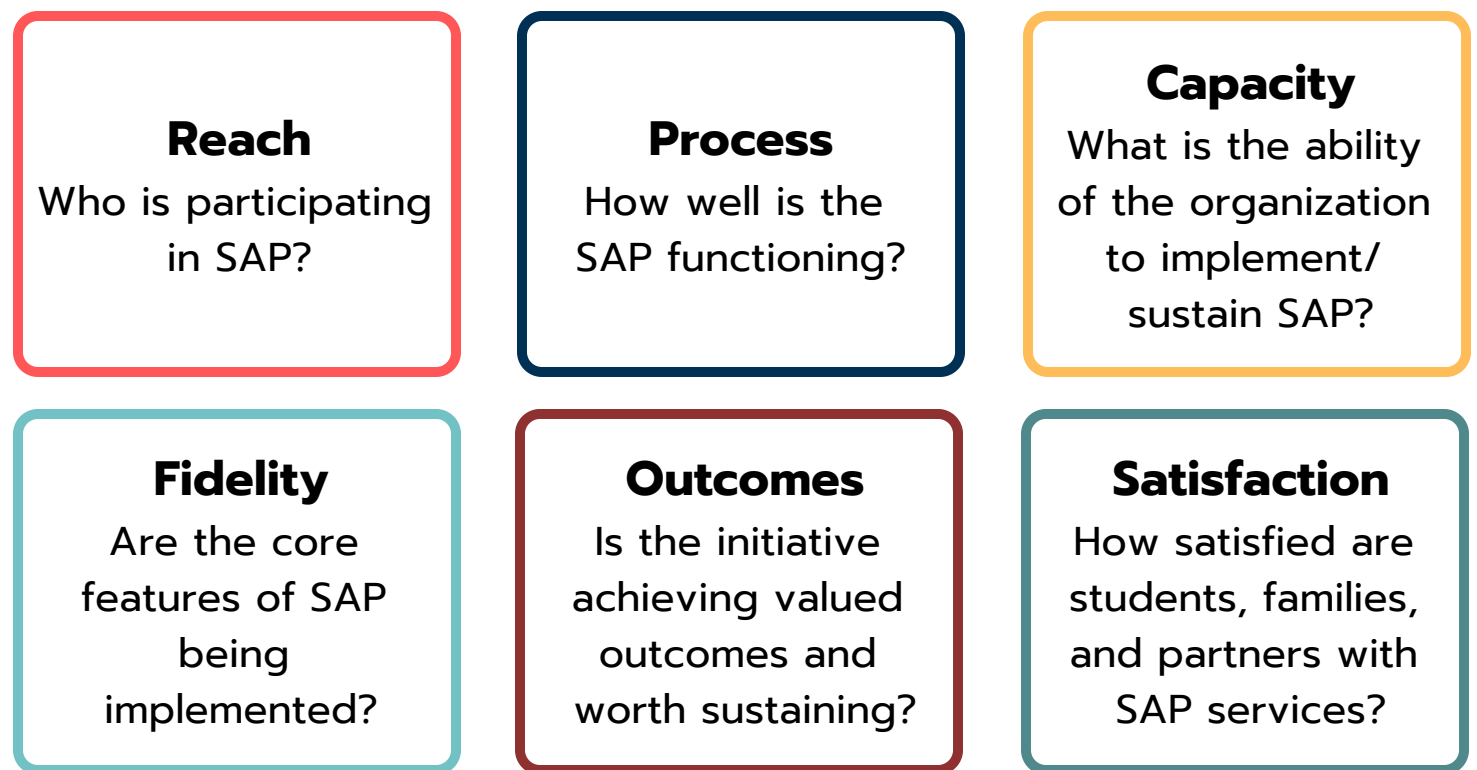 Reach
Who is participating
in SAP?
Process
How well is the
SAP functioning?
Capacity
What is the ability
of the organization
to implement/
sustain SAP?
Fidelity
Are the core
features of SAP
being
implemented?
Outcomes
Is the initiative
achieving valued
outcomes and
worth sustaining?
Satisfaction
How satisfied are
students, families,
and partners with
SAP services?